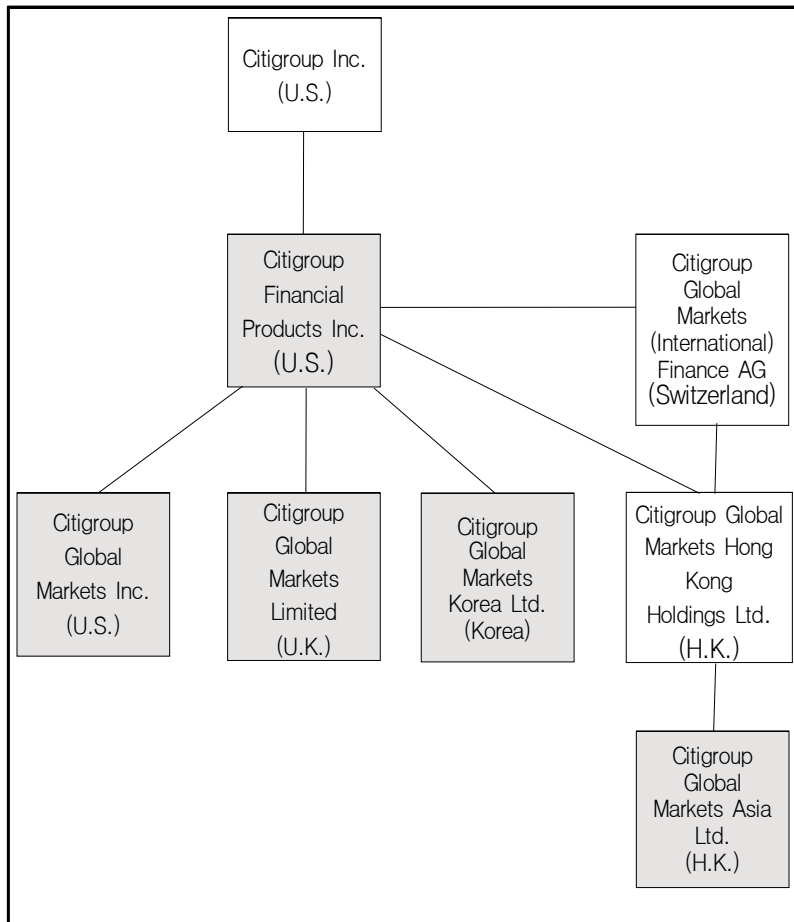 Citigroup Inc.
(U.S.)
Citigroup
Financial
Products Inc.
(U.S.)
Citigroup
Global
Markets
(International)
Finance AG
(Switzerland)
Citigroup
Global
Markets Inc.
(U.S.)
Citigroup
Global
Markets
Limited
(U.K.)
Citigroup
Global
Markets
Korea Ltd.
(Korea)
Citigroup Global
Markets Hong
Kong
Holdings Ltd.
(H.K.)
Citigroup
Global
Markets Asia
Ltd.
(H.K.)